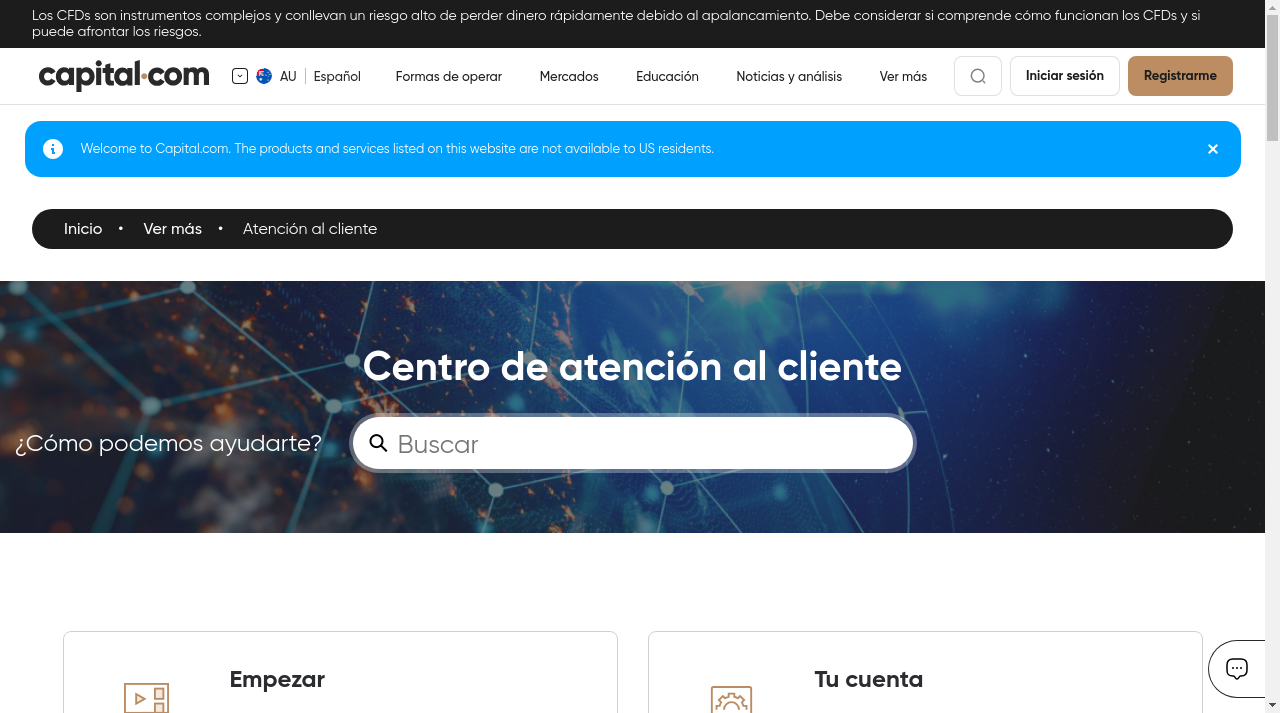 Los CFDs son instrumentos complejos y conllevan un riesgo alto de perder dinero rápidamente debido al apalancamiento. Debe considerar si comprende cómo funcionan los CFDs y si
puede afrontar los riesgos.
capital.com
AU
Español
Formas de operar
Mercados
Educación
Noticias y análisis
Ver más
Iniciar sesión
Registrarme
Welcome to Capital.com. The products and services listed on this website are not available to US residents.
Inicio • Ver más • Atención al cliente
Centro de atención al cliente
¿Cómo podemos ayudarte?
Buscar
Empezar
Tu cuenta